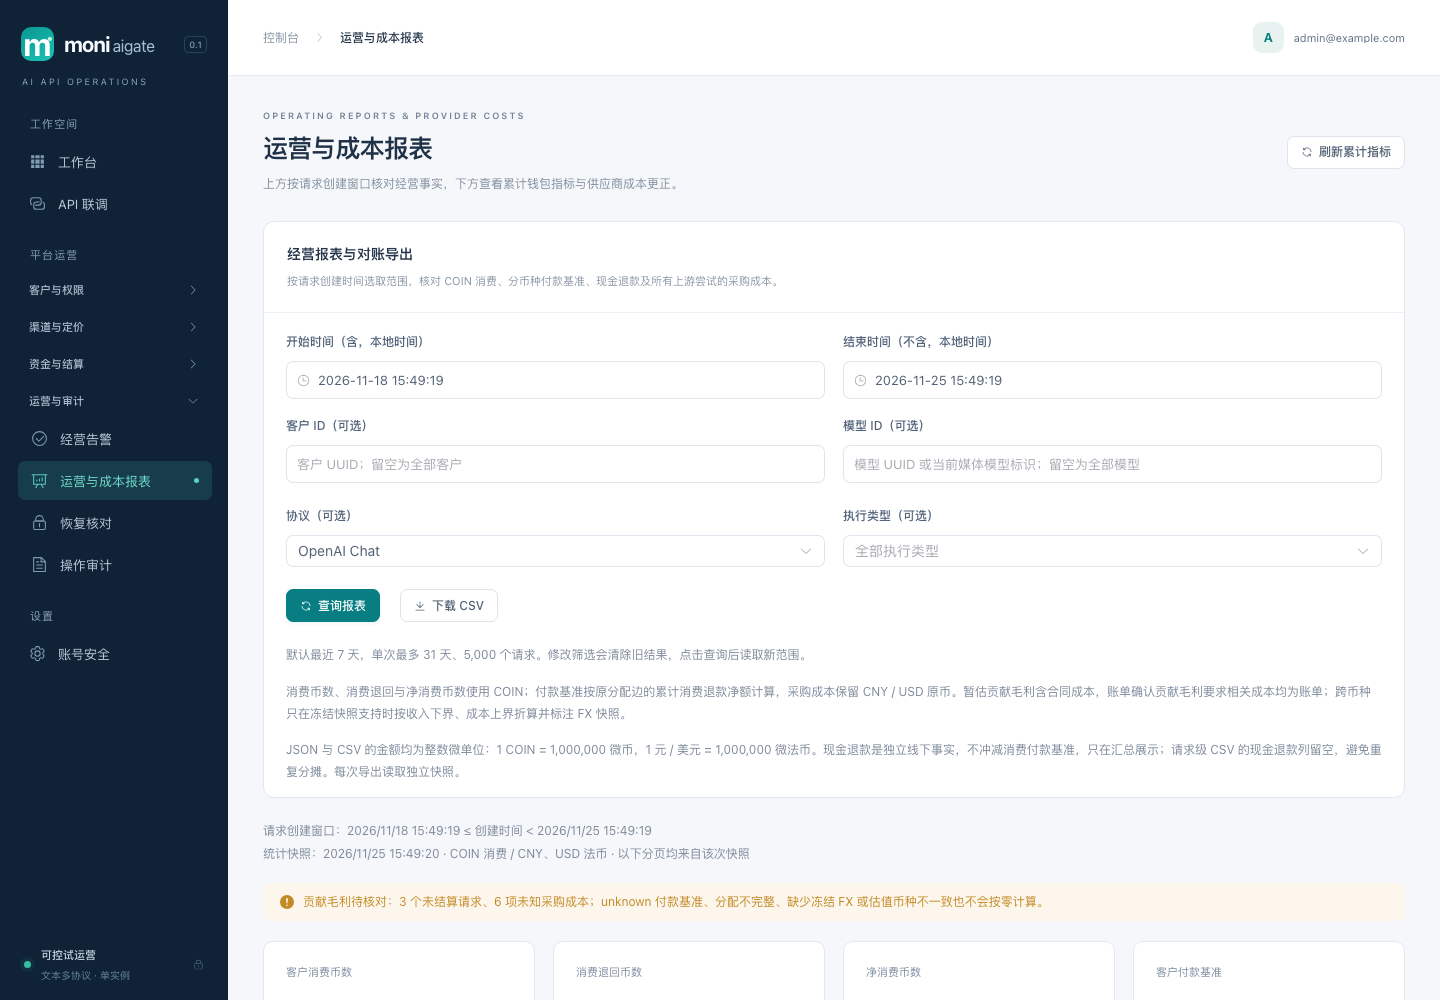 moni aigate
0.1
AI API OPERATIONS
工作空间
工作台
API 联调
平台运营
客户与权限
渠道与定价
资金与结算
运营与审计
经营告警
运营与成本报表
恢复核对
操作审计
设置
账号安全
可控试运营
文本多协议 · 单实例
控制台
运营与成本报表
A
admin@example.com
OPERATING REPORTS & PROVIDER COSTS
运营与成本报表
上方按请求创建窗口核对经营事实，下方查看累计钱包指标与供应商成本更正。
刷新累计指标
经营报表与对账导出
按请求创建时间选取范围，核对 COIN 消费、分币种付款基准、现金退款及所有上游尝试的采购成本。
开始时间（含，本地时间）
结束时间（不含，本地时间）
2026-11-18 15:49:19
2026-11-25 15:49:19
客户 ID（可选）
模型 ID（可选）
客户 UUID；留空为全部客户
模型 UUID 或当前媒体模型标识；留空为全部模型
协议（可选）
执行类型（可选）
OpenAI Chat
全部执行类型
查询报表
下载 CSV
默认最近 7 天，单次最多 31 天、5,000 个请求。修改筛选会清除旧结果，点击查询后读取新范围。
消费币数、消费退回与净消费币数使用 COIN；付款基准按原分配边的累计消费退款净额计算，采购成本保留 CNY / USD 原币。暂估贡献毛利含合同成本，账单确认贡献毛利要求相关成本均为账单；跨币种
只在冻结快照支持时按收入下界、成本上界折算并标注 FX 快照。
JSON 与 CSV 的金额均为整数微单位：1 COIN = 1,000,000 微币，1 元 / 美元 = 1,000,000 微法币。现金退款是独立线下事实，不冲减消费付款基准，只在汇总展示；请求级 CSV 的现金退款列留空，避免重
复分摊。每次导出读取独立快照。
请求创建窗口：2026/11/18 15:49:19 ≤ 创建时间 < 2026/11/25 15:49:19
统计快照：2026/11/25 15:49:20 · COIN 消费 / CNY、USD 法币 · 以下分页均来自该次快照
贡献毛利待核对：3 个未结算请求、6 项未知采购成本；unknown 付款基准、分配不完整、缺少冻结 FX 或估值币种不一致也不会按零计算。
客户消费币数
消费退回币数
净消费币数
客户付款基准